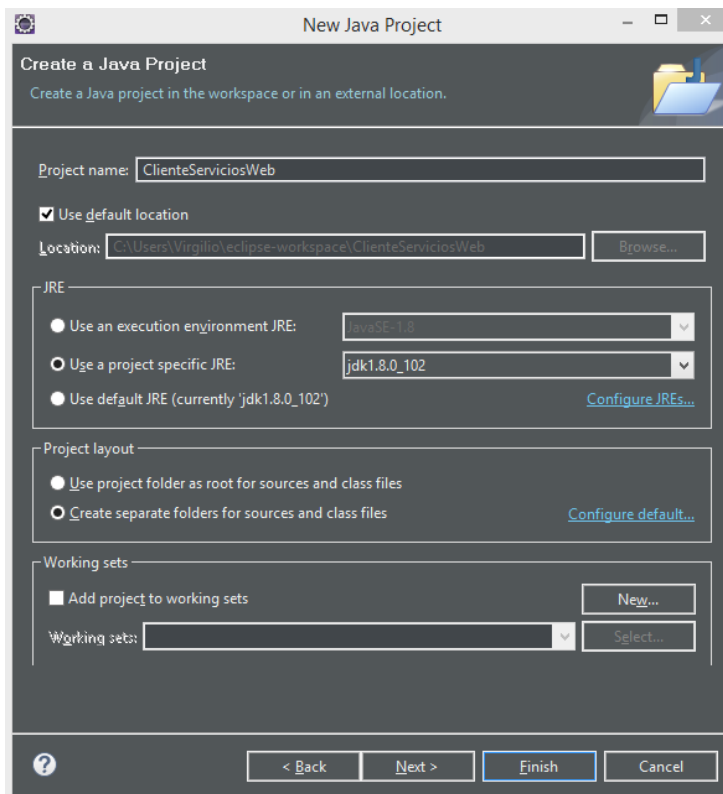 New Java Project
Create a Java Project
Create a Java project in the workspace or in an external location.
Project name: ClienteServiciosWeb
Use default location
Location: C:\Users\Virgilio\eclipse-workspace\ClienteServiciosWeb Browse...
JRE
Use an execution environment JRE: JavaSE-1.8
Use a project specific JRE: jdk1.8.0_102
Use default JRE (currently 'jdk1.8.0_102') Configure JREs...
Project layout
Use project folder as root for sources and class files
Create separate folders for sources and class files Configure default...
Working sets
Add project to working sets New...
Working sets: Select...
? < Back Next > Finish Cancel